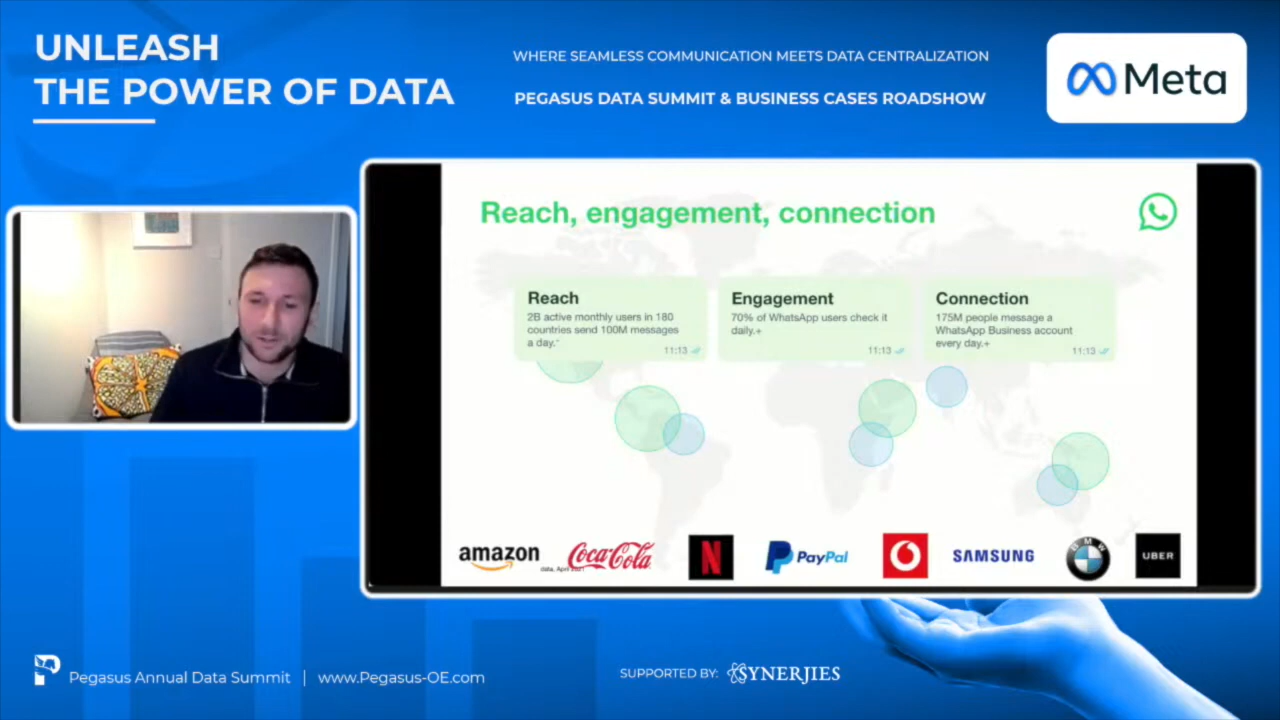 UNLEASH
THE POWER OF DATA
WHERE SEAMLESS COMMUNICATION MEETS DATA CENTRALIZATION
PEGASUS DATA SUMMIT & BUSINESS CASES ROADSHOW
Meta
Reach, engagement, connection
Reach
2B active monthly users in 180
countries send 100M messages
a day.*
11:13
Engagement
70% of WhatsApp users check it
daily.+
11:13
Connection
175M people message a
WhatsApp Business account
every day.+
11:13
amazon
data, April
Coca-Cola
N
PayPal
SAMSUNG
BMW
UBER
Pegasus Annual Data Summit | www.Pegasus-OE.com
SUPPORTED BY: SYNERJIES